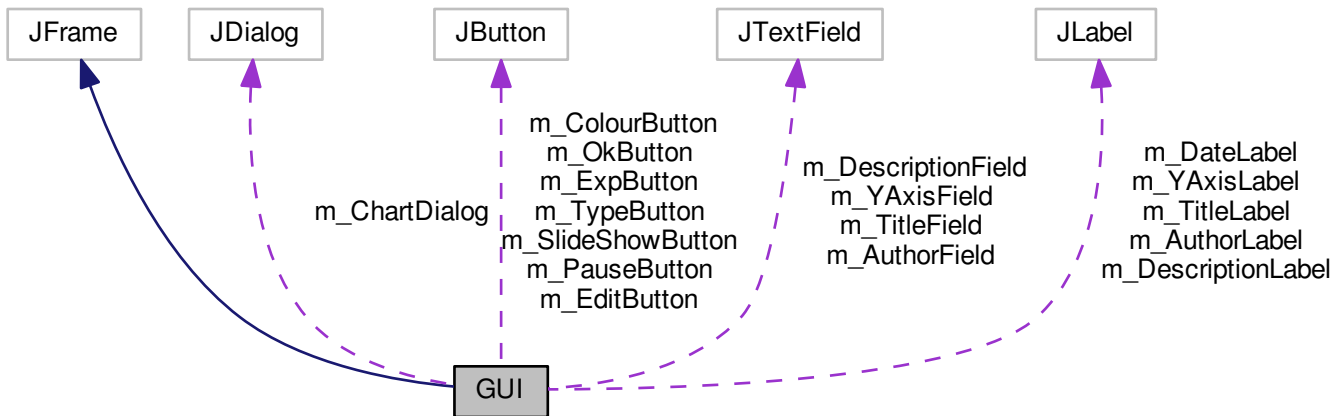 JFrame
JDialog
JButton
JTextField
JLabel
m_ChartDialog
m_ColourButton
m_OkButton
m_ExpButton
m_TypeButton
m_SlideShowButton
m_PauseButton
m_EditButton
m_DescriptionField
m_YAxisField
m_TitleField
m_AuthorField
m_DateLabel
m_YAxisLabel
m_TitleLabel
m_AuthorLabel
m_DescriptionLabel
GUI